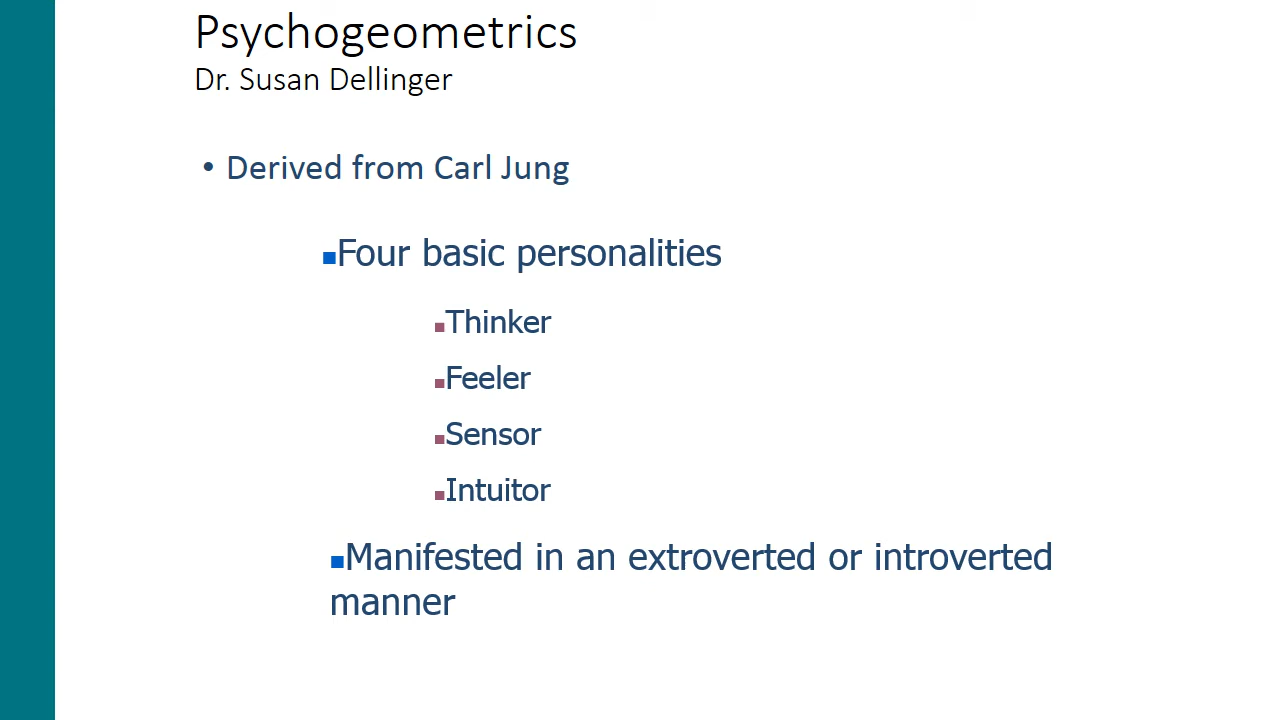 Psychogeometrics
Dr. Susan Dellinger
• Derived from Carl Jung
■Four basic personalities
■Thinker
■Feeler
■Sensor
■Intuitor
■Manifested in an extroverted or introverted
manner